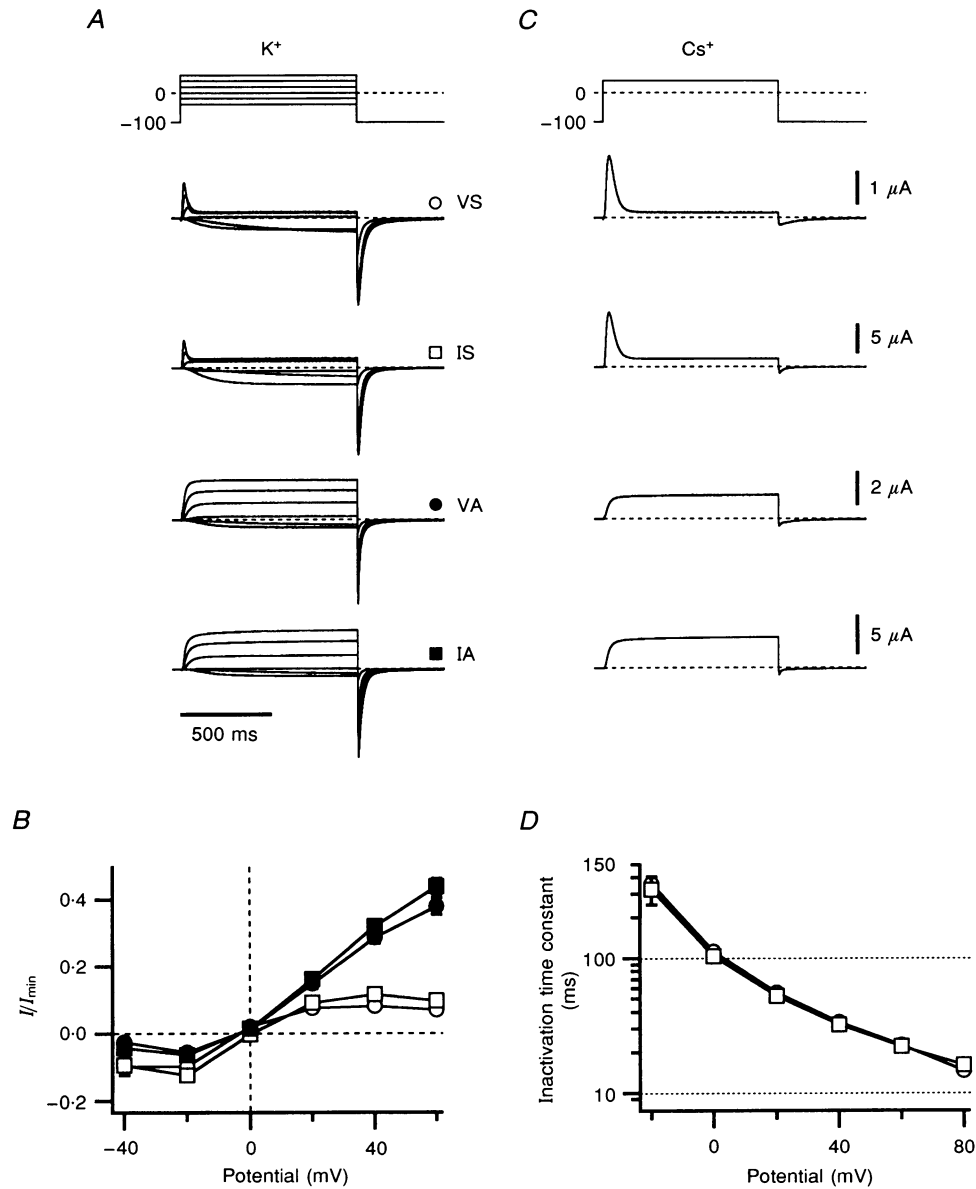 A
K⁺
0
−100
VS
IS
VA
IA
500 ms
C
Cs⁺
0
−100
1 μA
5 μA
2 μA
5 μA
B
I/Imin
0·4
0·2
0·0
−0·2
−40
0
40
Potential (mV)
D
Inactivation time constant
(ms)
150
100
10
0
40
80
Potential (mV)